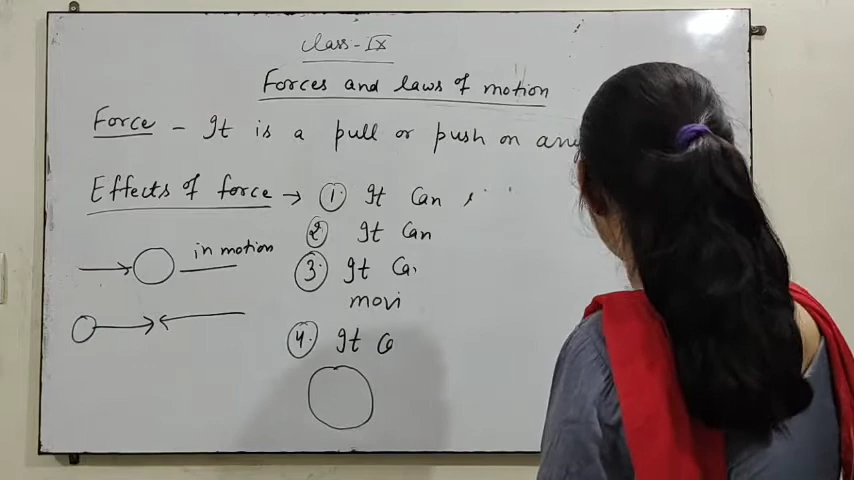 Class-IX
Forces and laws of motion
Force - It is a pull or push on any
Effects of force → 1. It Can
2. It Can
in motion
3. It Ca
movi
4. It